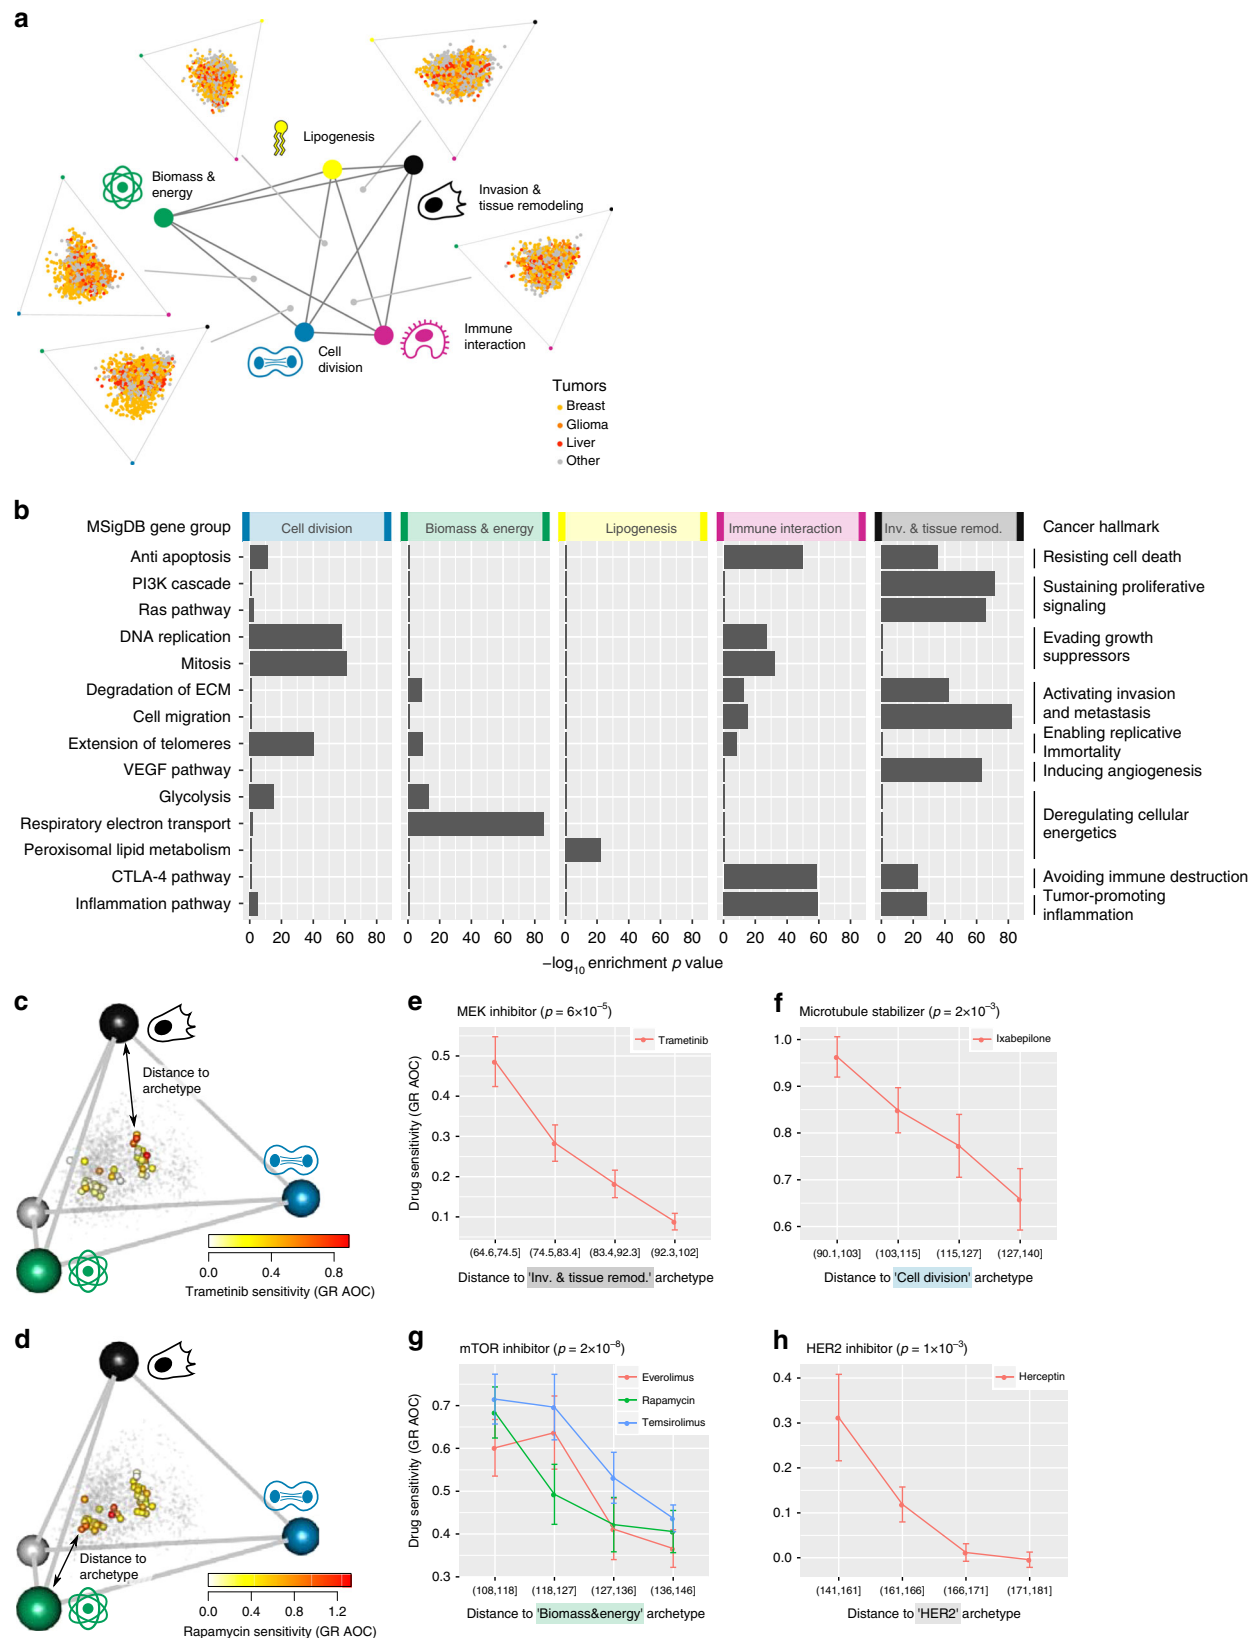 a
Lipogenesis
Biomass &
energy
Invasion &
tissue remodeling
Immune
interaction
Cell
division
Tumors
Breast
Glioma
Liver
Other
b
MSigDB gene group
Cell division
Biomass & energy
Lipogenesis
Immune interaction
Inv. & tissue remod.
Cancer hallmark
Anti apoptosis
PI3K cascade
Ras pathway
DNA replication
Mitosis
Degradation of ECM
Cell migration
Extension of telomeres
VEGF pathway
Glycolysis
Respiratory electron transport
Peroxisomal lipid metabolism
CTLA-4 pathway
Inflammation pathway
Resisting cell death
Sustaining proliferative
signaling
Evading growth
suppressors
Activating invasion
and metastasis
Enabling replicative
Immortality
Inducing angiogenesis
Deregulating cellular
energetics
Avoiding immune destruction
Tumor-promoting
inflammation
0 20 40 60 80
0 20 40 60 80
0 20 40 60 80
0 20 40 60 80
0 20 40 60 80
−log10 enrichment p value
c
Distance to
archetype
0.0 0.4 0.8
Trametinib sensitivity (GR AOC)
e
MEK inhibitor (p = 6×10−5)
Trametinib
Drug sensitivity (GR AOC)
0.5
0.4
0.3
0.2
0.1
(64.6,74.5] (74.5,83.4] (83.4,92.3] (92.3,102]
Distance to 'Inv. & tissue remod.' archetype
f
Microtubule stabilizer (p = 2×10−3)
Ixabepilone
1.0
0.9
0.8
0.7
0.6
(90.1,103] (103,115] (115,127] (127,140]
Distance to 'Cell division' archetype
d
Distance to
archetype
0.0 0.4 0.8 1.2
Rapamycin sensitivity (GR AOC)
g
mTOR inhibitor (p = 2×10−8)
Everolimus
Rapamycin
Temsirolimus
Drug sensitivity (GR AOC)
0.7
0.6
0.5
0.4
0.3
(108,118] (118,127] (127,136] (136,146]
Distance to 'Biomass&energy' archetype
h
HER2 inhibitor (p = 1×10−3)
Herceptin
0.4
0.3
0.2
0.1
0.0
(141,161] (161,166] (166,171] (171,181]
Distance to 'HER2' archetype